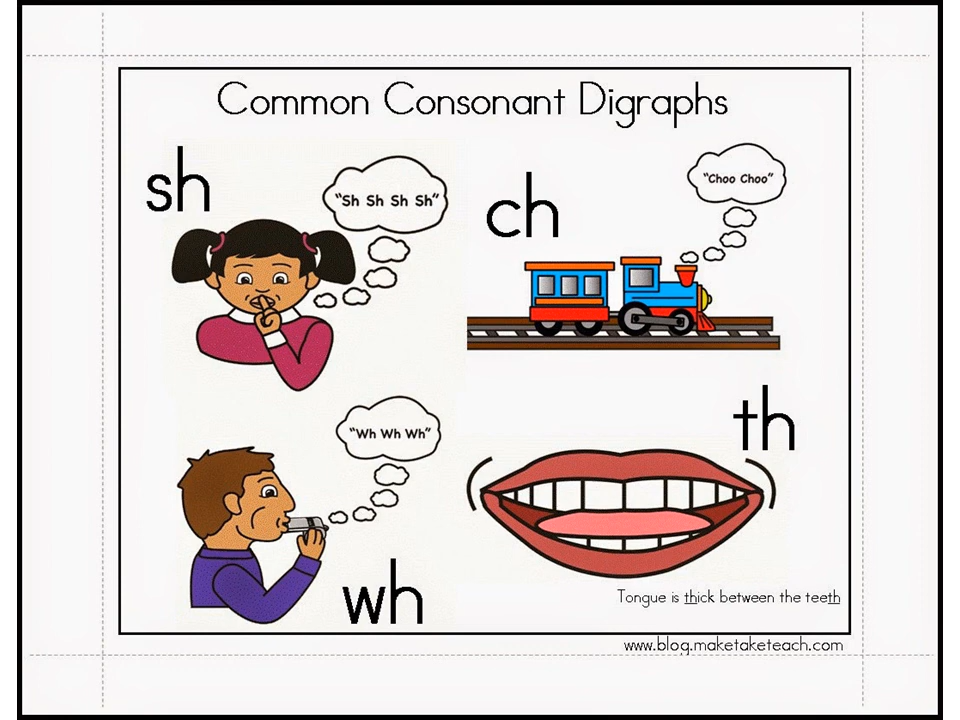 Common Consonant Digraphs
sh
"Sh Sh Sh Sh"
ch
"Choo Choo"
"Wh Wh Wh"
wh
th
Tongue is thick between the teeth
www.blog.maketaketeach.com